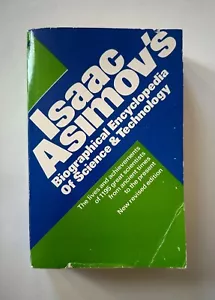 Isaac
Asimov's
Biographical Encyclopedia
Of Science & Technology
The lives and achievements
of 1195 great scientists
from ancient times
to the present
New revised edition